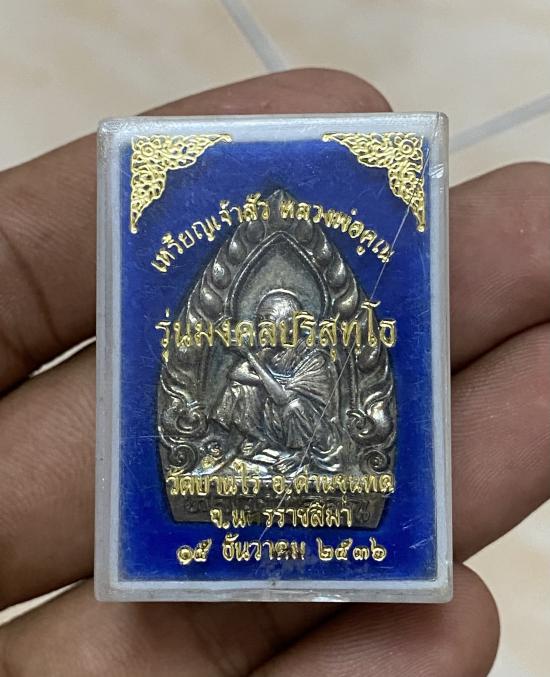 เหรียญเจ้าสัว หลวงพ่อคูณ
รุ่นมงคลปริสุทฺโธ
วัดบ้านไร่ อ.ด่านขุนทด
จ.นครราชสีมา
๑๕ ธันวาคม ๒๕๓๖